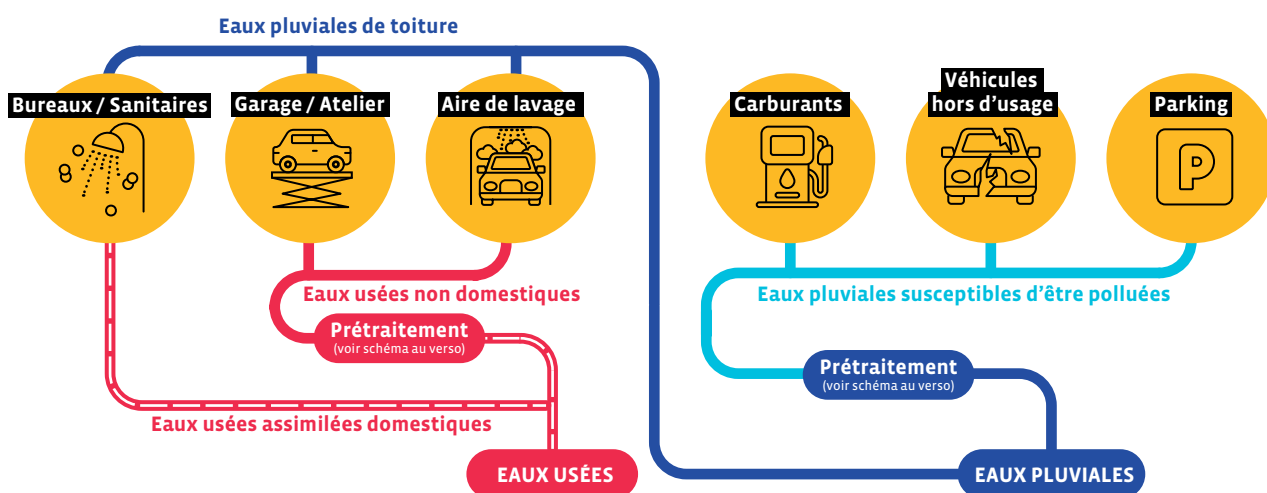 Eaux pluviales de toiture
Bureaux / Sanitaires
Garage / Atelier
Aire de lavage
Carburants
Véhicules
hors d'usage
Parking
P
Eaux usées non domestiques
Eaux pluviales susceptibles d'être polluées
Prétraitement
(voir schéma au verso)
Prétraitement
(voir schéma au verso)
Eaux usées assimilées domestiques
EAUX USÉES
EAUX PLUVIALES